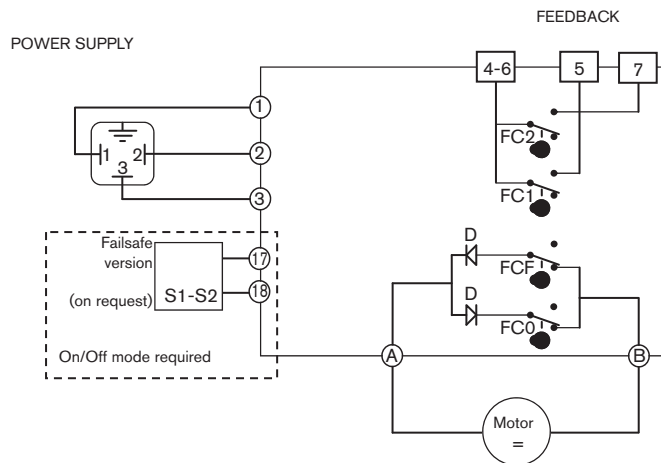 FEEDBACK
POWER SUPPLY
4-6
5
7
1
2
3
1
2
3
FC2
FC1
Failsafe
version
(on request)
S1-S2
17
18
On/Off mode required
D
FCF
D
FC0
A
B
Motor
=